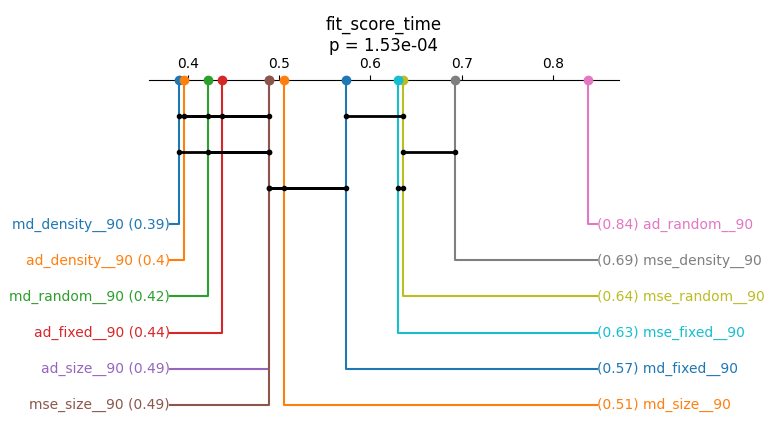 fit_score_time
p = 1.53e-04
0.4 0.5 0.6 0.7 0.8
md_density__90 (0.39) (0.84) ad_random__90
ad_density__90 (0.4) (0.69) mse_density__90
md_random__90 (0.42) (0.64) mse_random__90
ad_fixed__90 (0.44) (0.63) mse_fixed__90
ad_size__90 (0.49) (0.57) md_fixed__90
mse_size__90 (0.49) (0.51) md_size__90